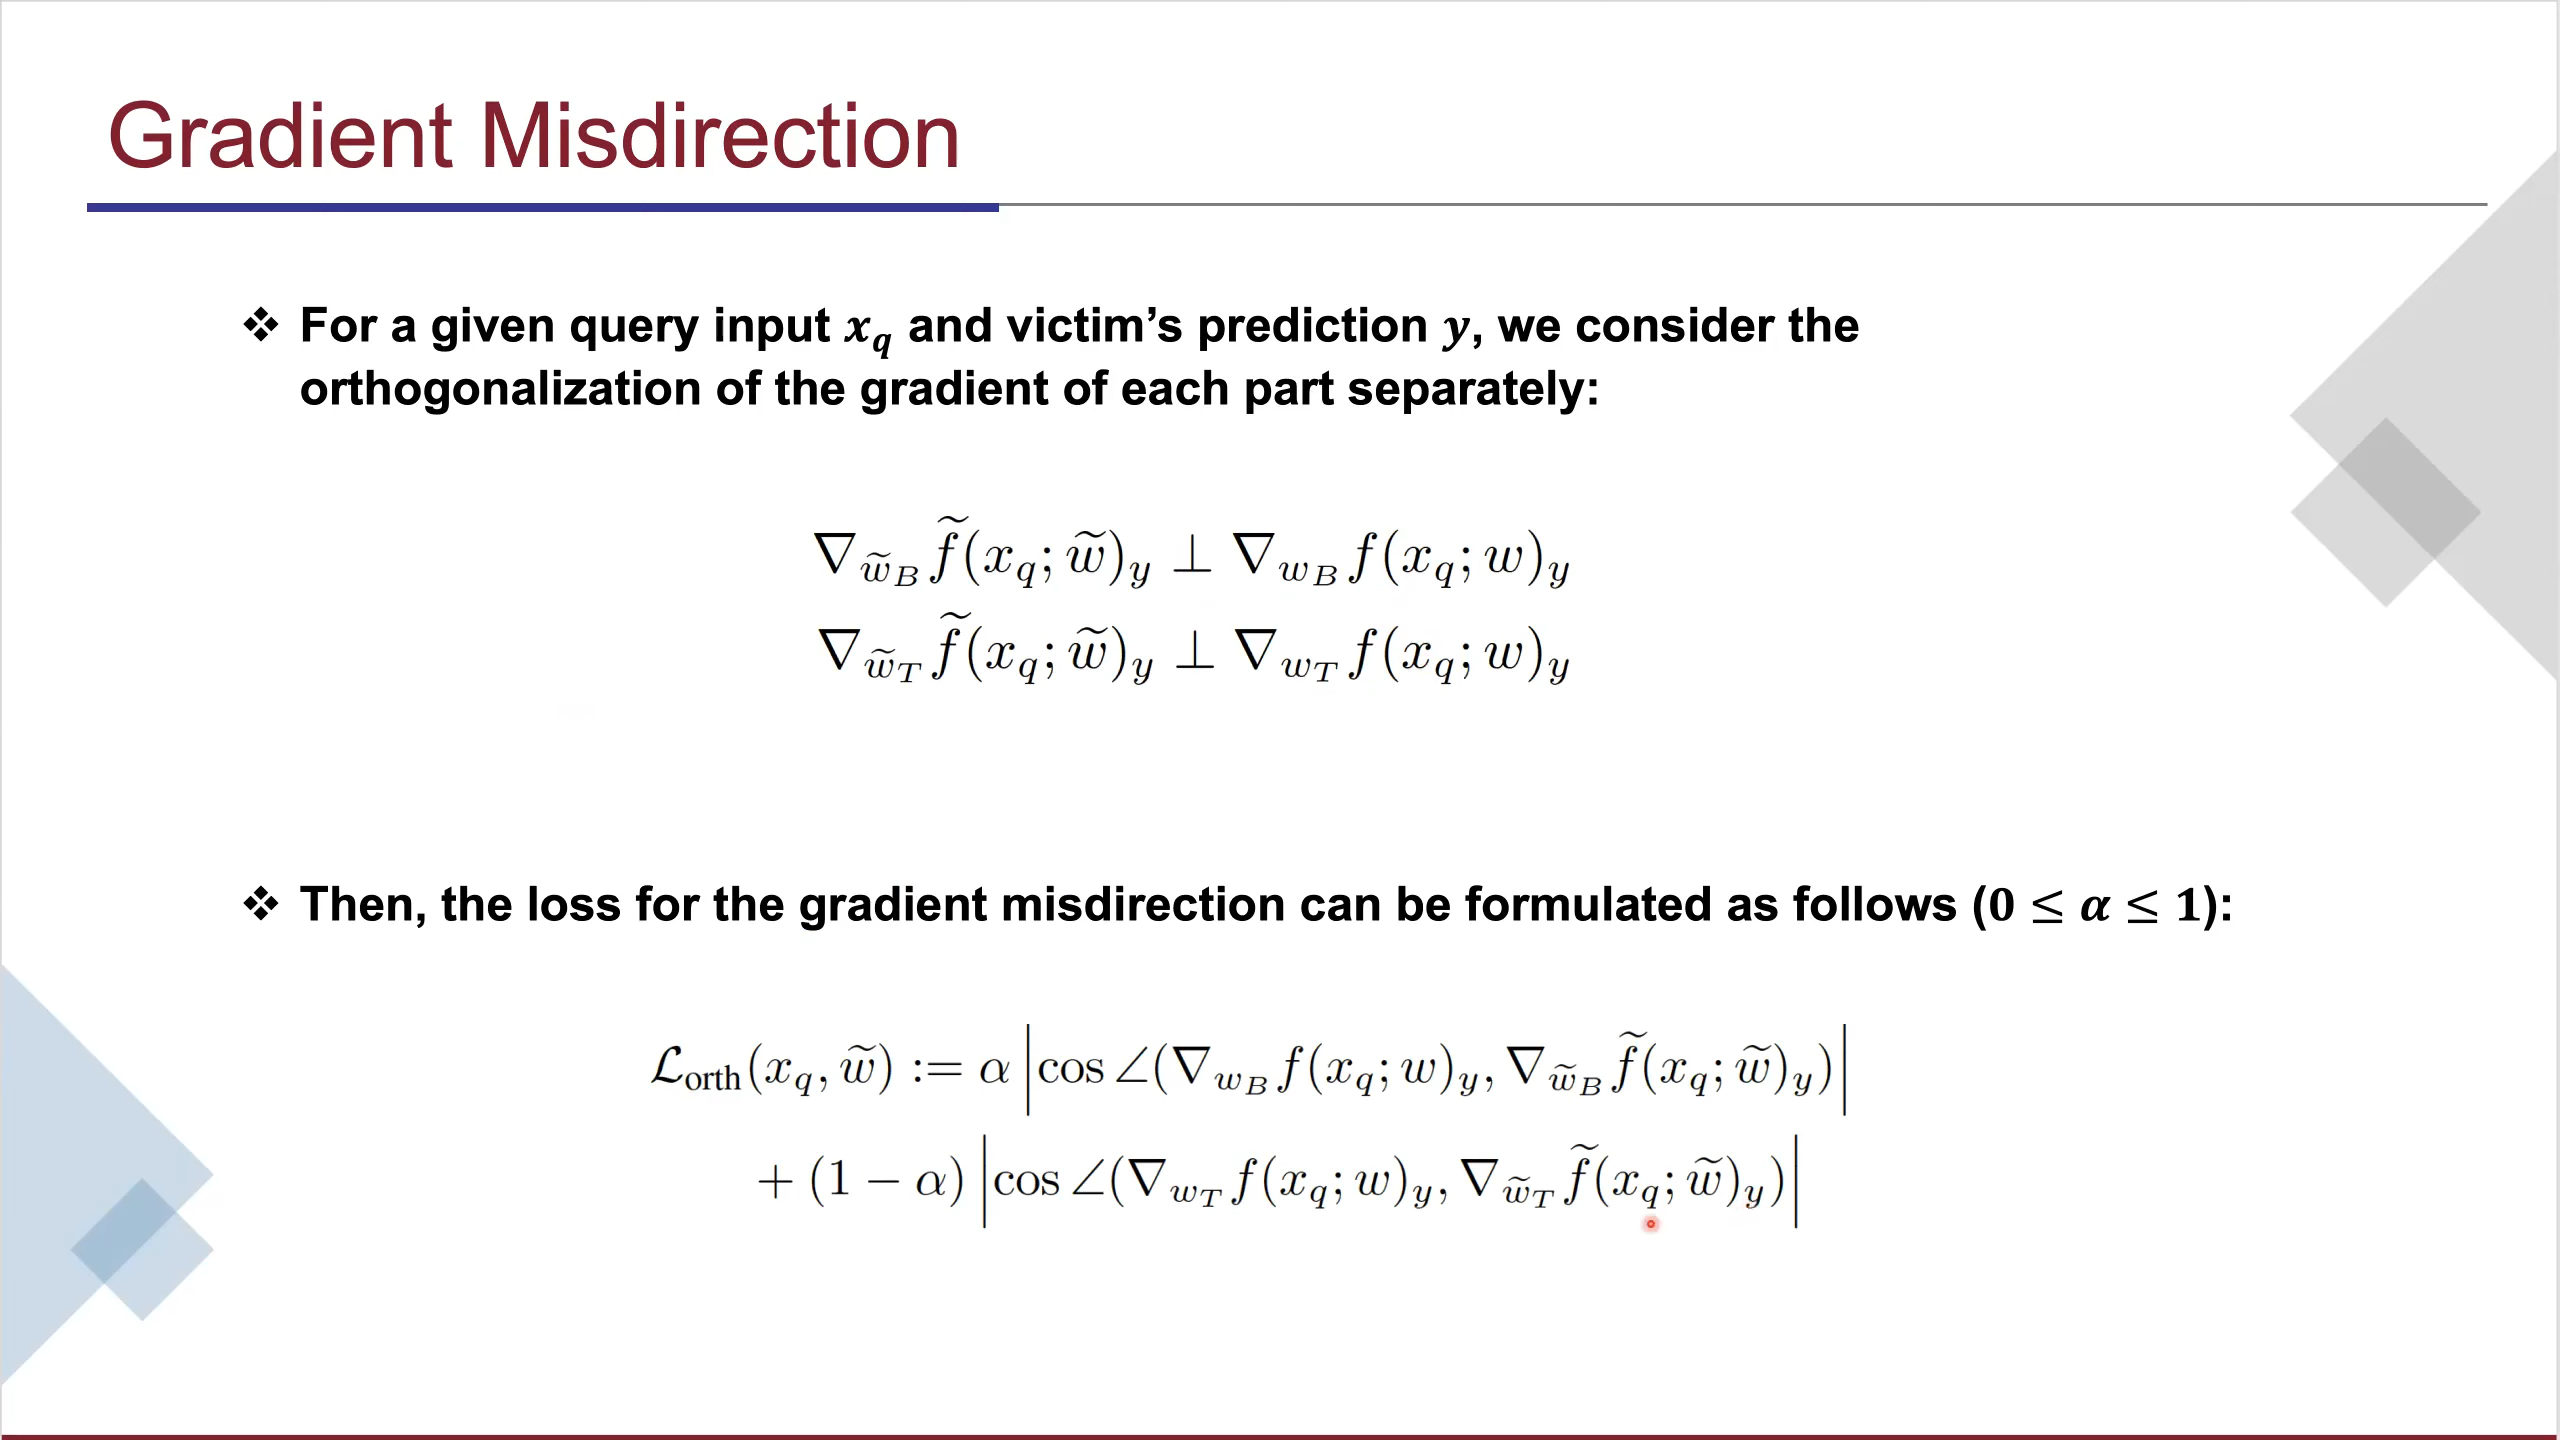 Gradient Misdirection
❖ For a given query input 𝒙_𝒒 and victim’s prediction 𝒚, we consider the
orthogonalization of the gradient of each part separately:
∇_{w̃_B} f̃(x_q; w̃)_y ⊥ ∇_{w_B} f(x_q; w)_y
∇_{w̃_T} f̃(x_q; w̃)_y ⊥ ∇_{w_T} f(x_q; w)_y
❖ Then, the loss for the gradient misdirection can be formulated as follows (𝟎 ≤ 𝜶 ≤ 𝟏):
ℒ_orth(x_q, w̃) := α |cos ∠(∇_{w_B} f(x_q; w)_y, ∇_{w̃_B} f̃(x_q; w̃)_y)|
+ (1 − α) |cos ∠(∇_{w_T} f(x_q; w)_y, ∇_{w̃_T} f̃(x_q; w̃)_y)|